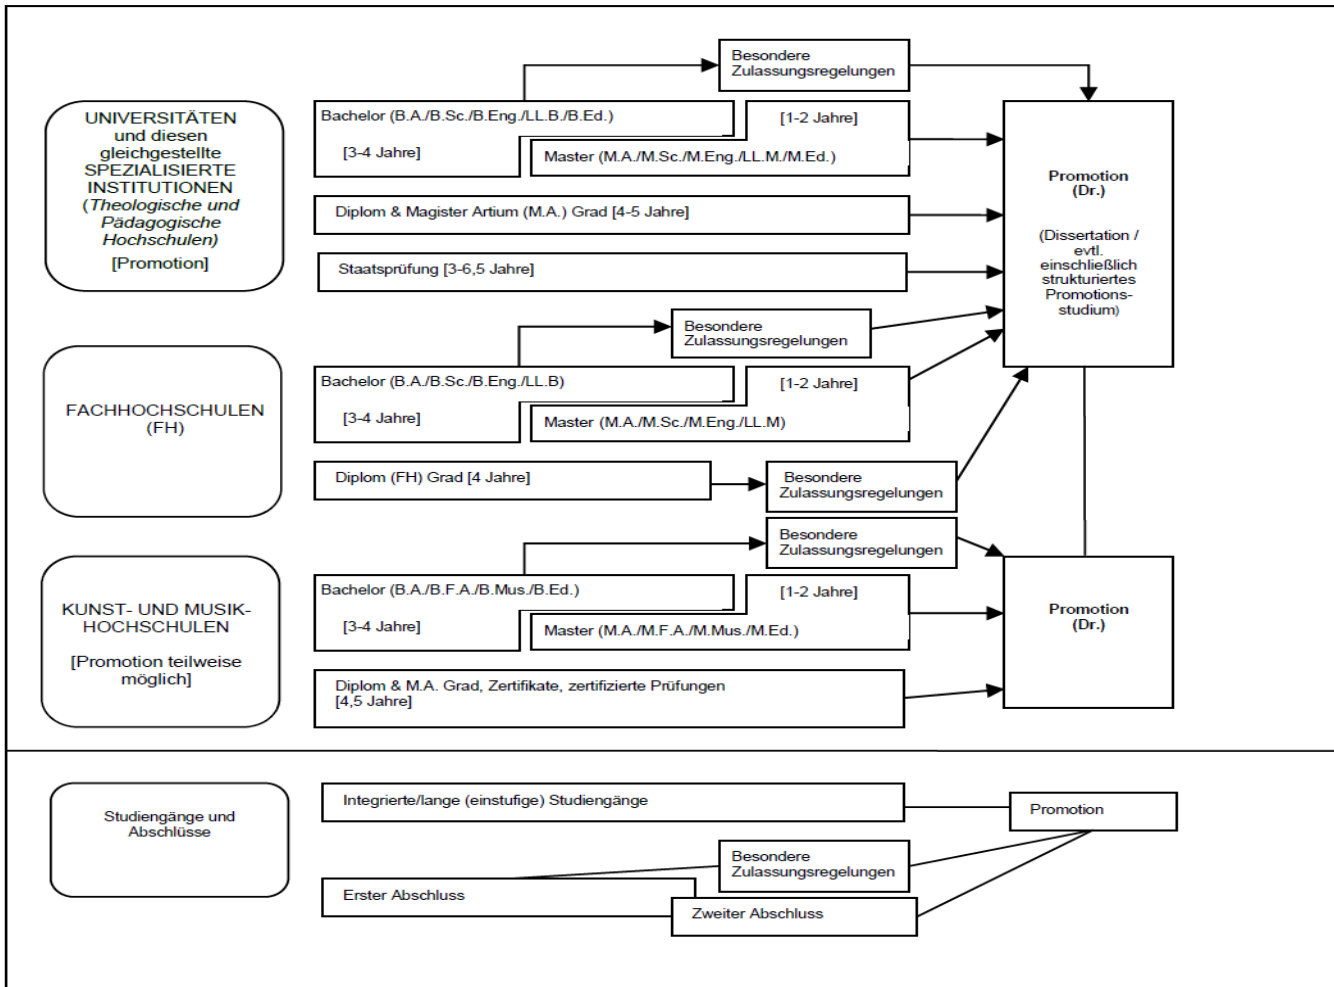 Besondere
Zulassungsregelungen
UNIVERSITÄTEN
und diesen
gleichgestellte
SPEZIALISIERTE
INSTITUTIONEN
(Theologische und
Pädagogische
Hochschulen)
[Promotion]
Bachelor (B.A./B.Sc./B.Eng./LL.B./B.Ed.)
[3-4 Jahre]
[1-2 Jahre]
Master (M.A./M.Sc./M.Eng./LL.M./M.Ed.)
Diplom & Magister Artium (M.A.) Grad [4-5 Jahre]
Staatsprüfung [3-6,5 Jahre]
Promotion
(Dr.)
(Dissertation /
evtl.
einschließlich
strukturiertes
Promotions-
studium)
Besondere
Zulassungsregelungen
FACHHOCHSCHULEN
(FH)
Bachelor (B.A./B.Sc./B.Eng./LL.B)
[3-4 Jahre]
[1-2 Jahre]
Master (M.A./M.Sc./M.Eng./LL.M)
Diplom (FH) Grad [4 Jahre]
Besondere
Zulassungsregelungen
Besondere
Zulassungsregelungen
KUNST- UND MUSIK-
HOCHSCHULEN
[Promotion teilweise
möglich]
Bachelor (B.A./B.F.A./B.Mus./B.Ed.)
[3-4 Jahre]
[1-2 Jahre]
Master (M.A./M.F.A./M.Mus./M.Ed.)
Diplom & M.A. Grad, Zertifikate, zertifizierte Prüfungen
[4,5 Jahre]
Promotion
(Dr.)
Studiengänge und
Abschlüsse
Integrierte/lange (einstufige) Studiengänge
Promotion
Besondere
Zulassungsregelungen
Erster Abschluss
Zweiter Abschluss